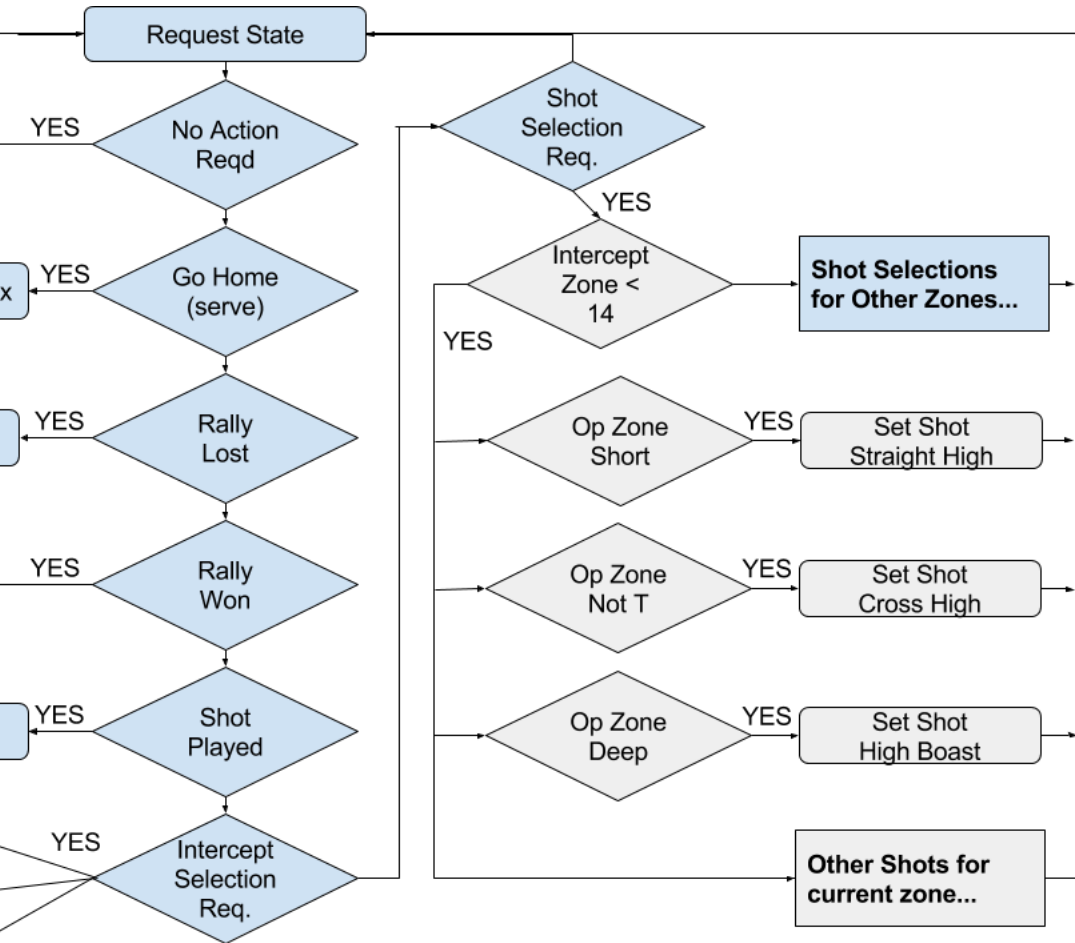 Request State
YES
No Action
Reqd
x
YES
Go Home
(serve)
YES
Rally
Lost
YES
Rally
Won
YES
Shot
Played
YES
Intercept
Selection
Req.
Shot
Selection
Req.
YES
Intercept
Zone <
14
YES
Shot Selections
for Other Zones...
Op Zone
Short
YES
Set Shot
Straight High
Op Zone
Not T
YES
Set Shot
Cross High
Op Zone
Deep
YES
Set Shot
High Boast
Other Shots for
current zone...